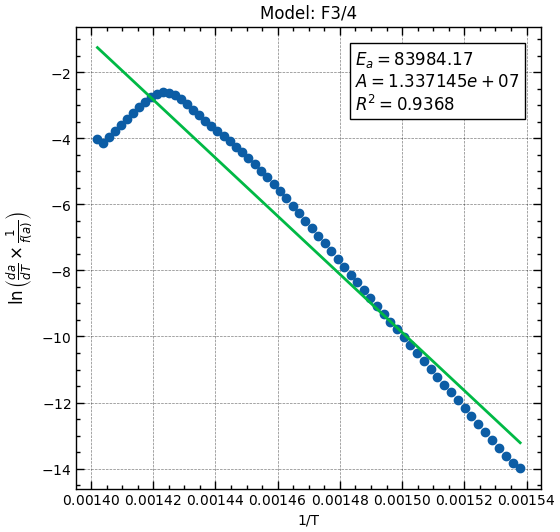 Model: F3/4
$E_a = 83984.17$
$A = 1.337145e + 07$
$R^2 = 0.9368$
−2
−4
−6
−8
−10
−12
−14
$\ln\left(\frac{da}{dT} \times \frac{1}{f(a)}\right)$
0.00140 0.00142 0.00144 0.00146 0.00148 0.00150 0.00152 0.00154
1/T